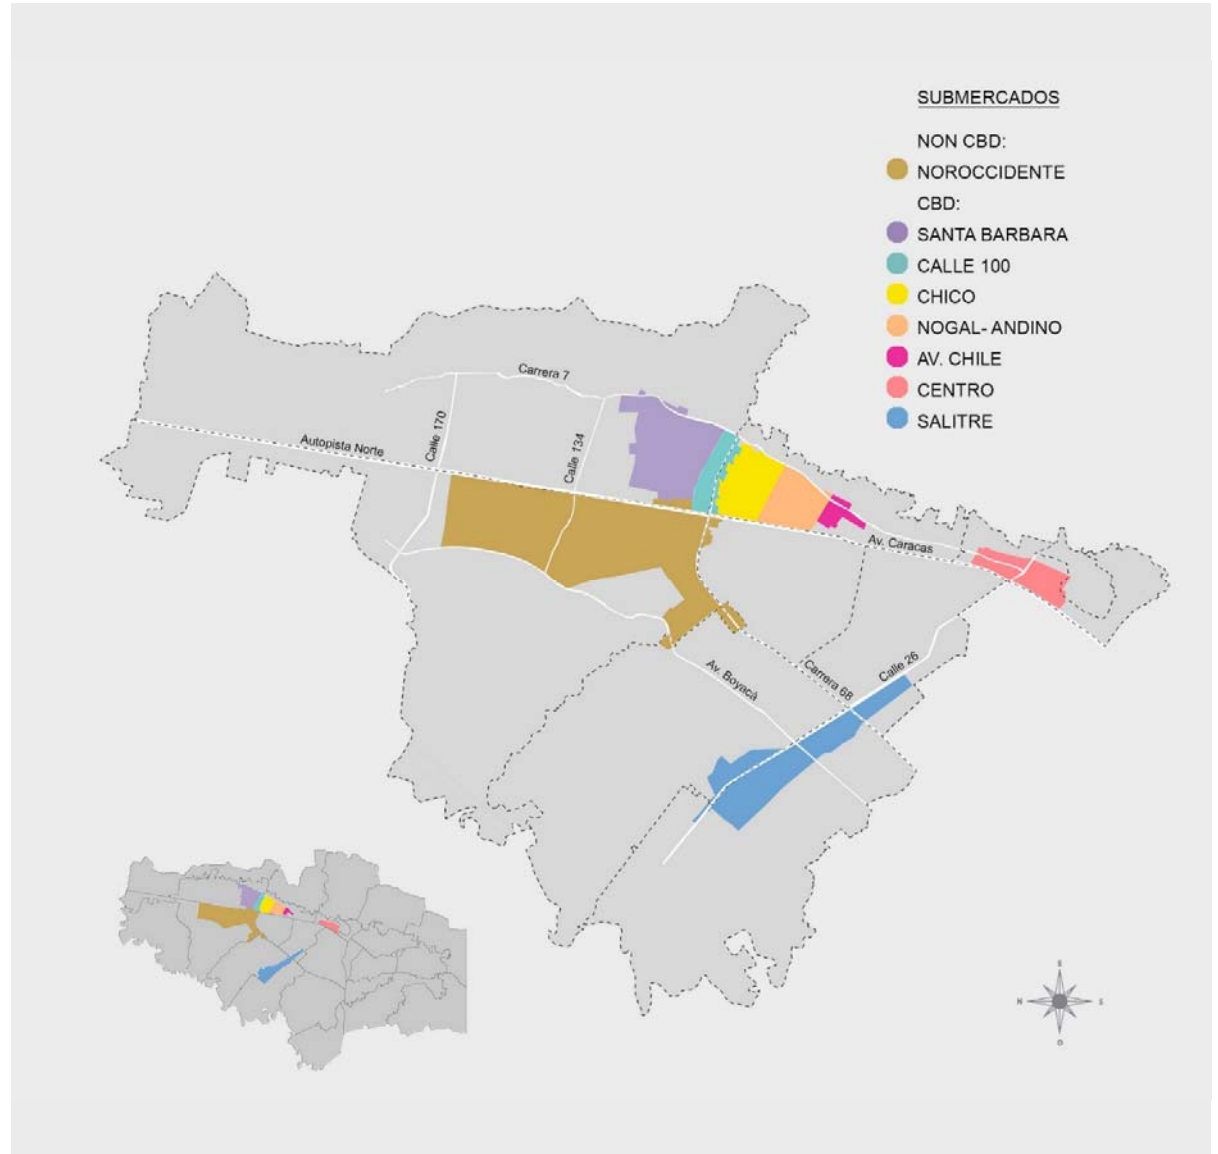 SUBMERCADOS
NON CBD:
NOROCCIDENTE
CBD:
SANTA BARBARA
CALLE 100
CHICO
NOGAL- ANDINO
AV. CHILE
CENTRO
SALITRE
Carrera 7
Calle 170
Autopista Norte
Calle 134
Av. Caracas
Calle 26
Carrera 68
Av. Boyacá
N
S
O